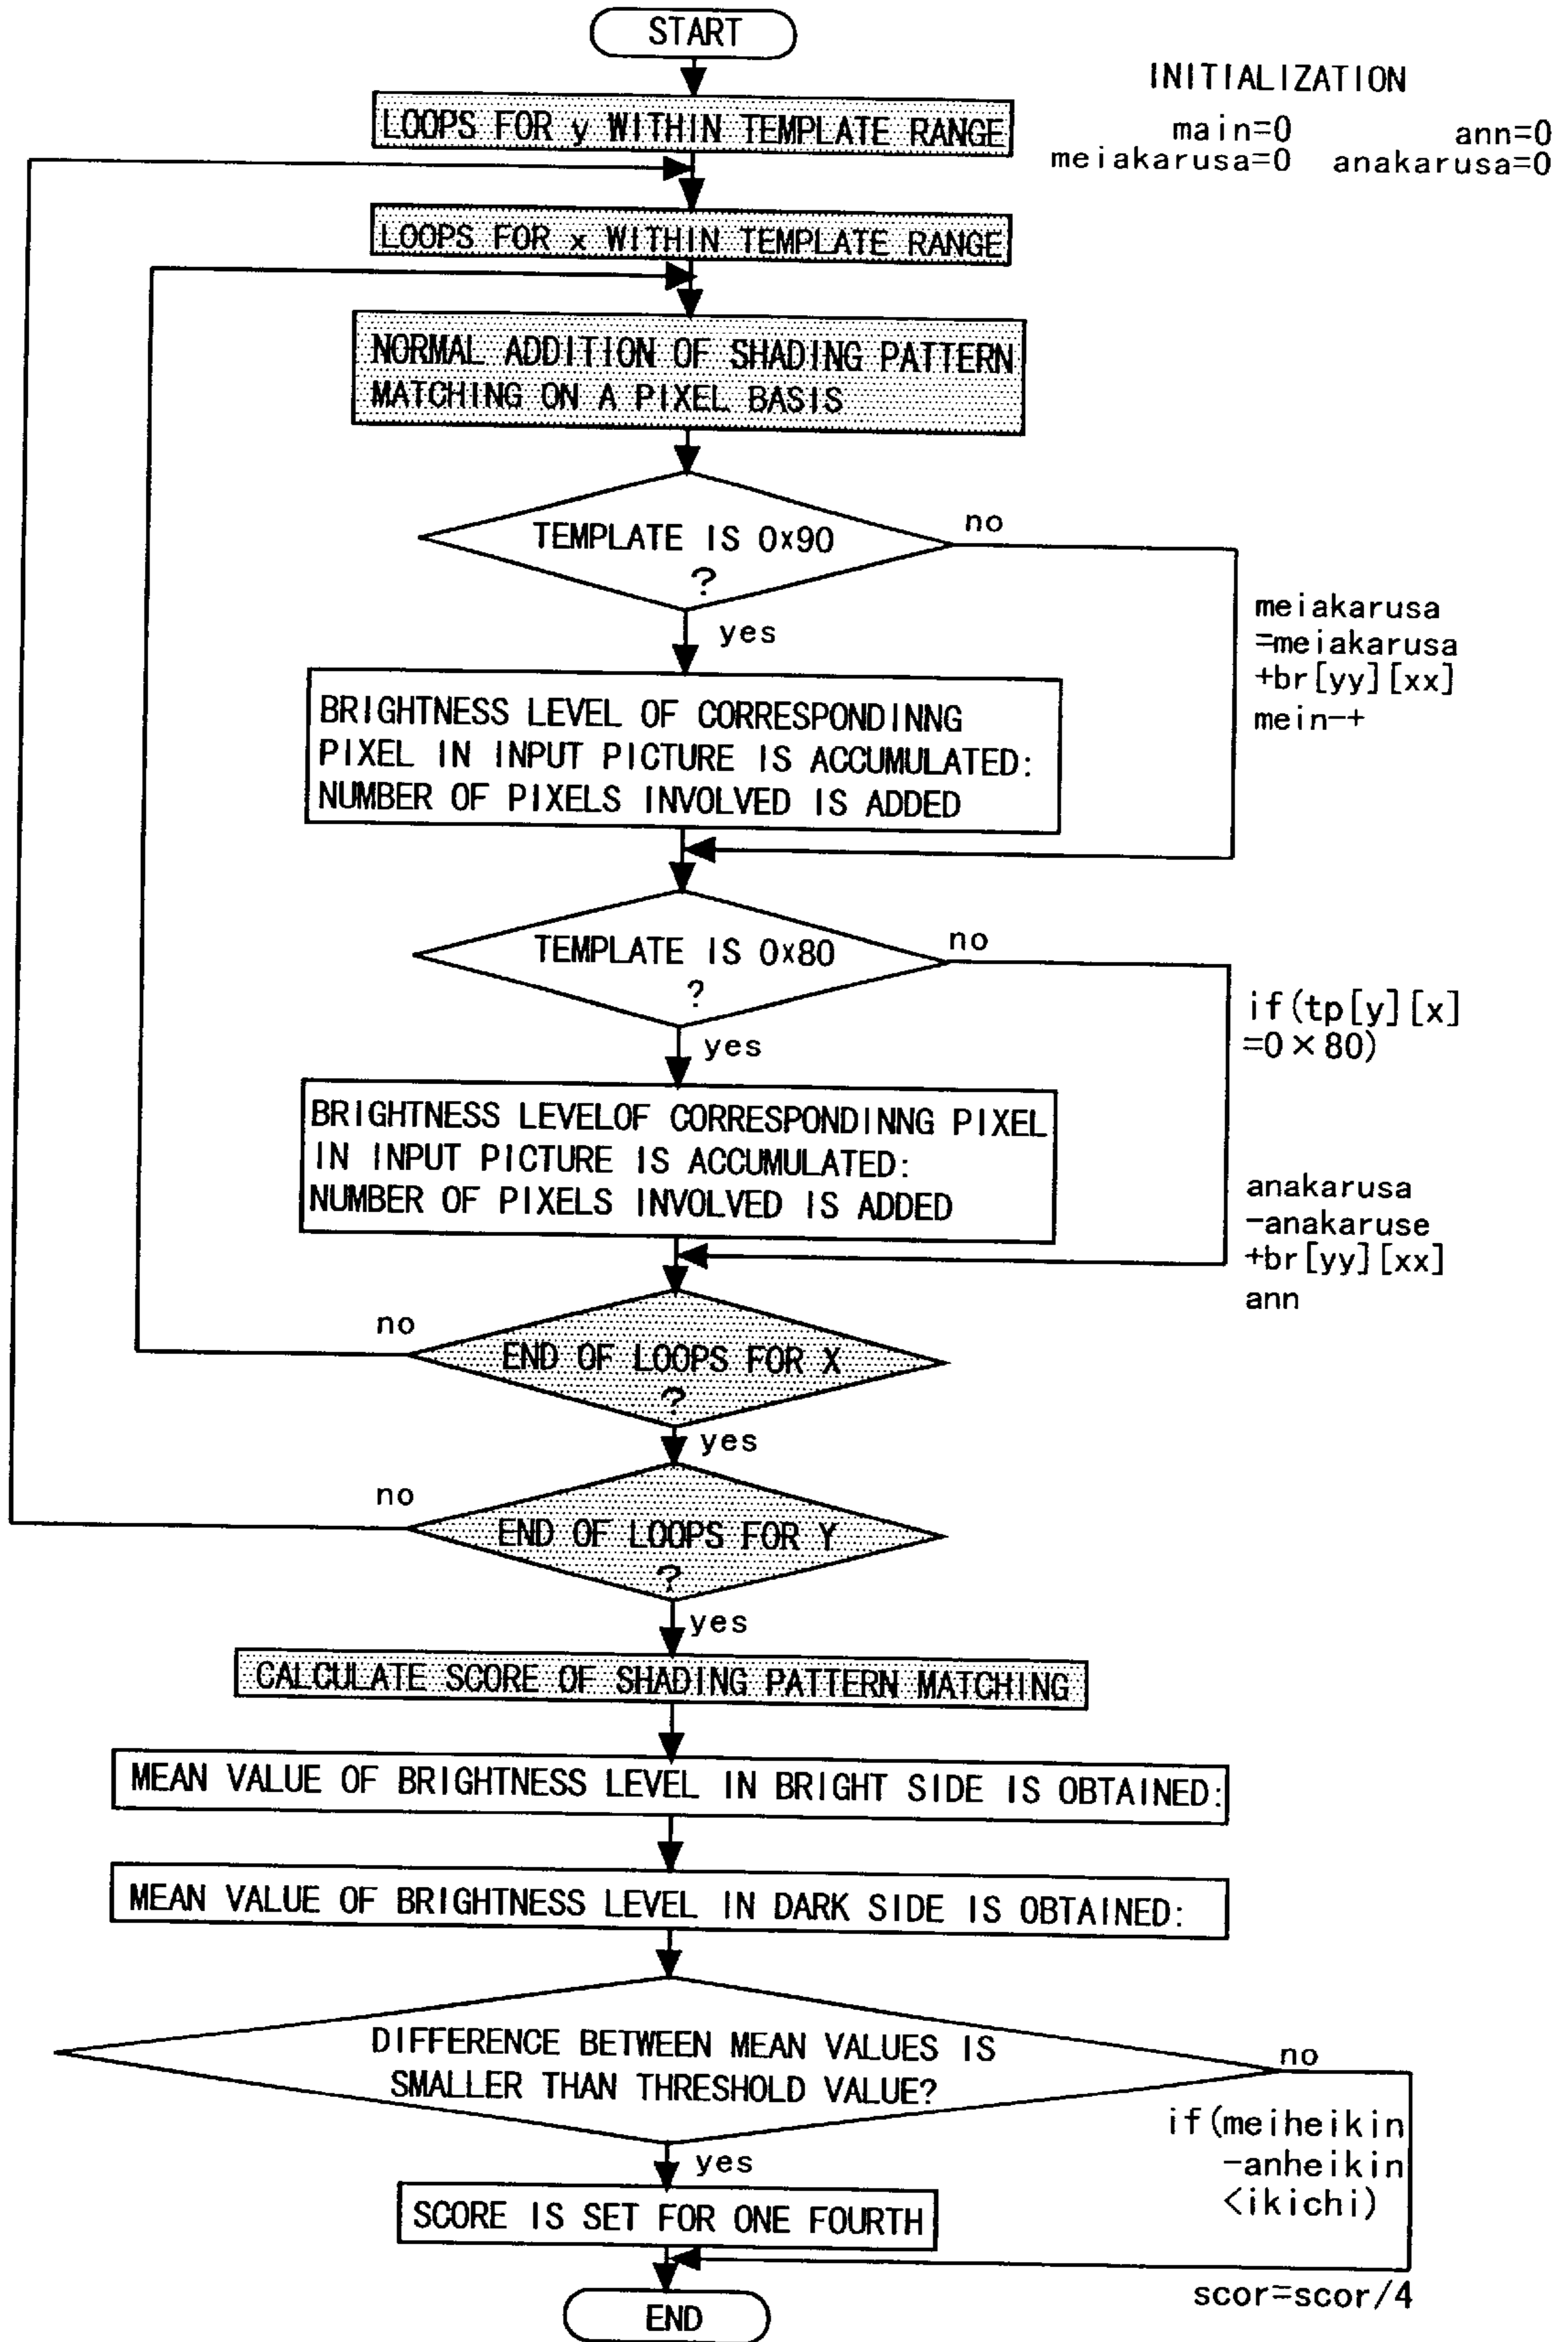 START
INITIALIZATION
main=0 ann=0
meiakarusa=0 anakarusa=0
LOOPS FOR y WITHIN TEMPLATE RANGE
LOOPS FOR x WITHIN TEMPLATE RANGE
NORMAL ADDITION OF SHADING PATTERN
MATCHING ON A PIXEL BASIS
TEMPLATE IS 0x90
?
no
yes
meiakarusa
=meiakarusa
+br[yy][xx]
mein-+
BRIGHTNESS LEVEL OF CORRESPONDINNG
PIXEL IN INPUT PICTURE IS ACCUMULATED:
NUMBER OF PIXELS INVOLVED IS ADDED
TEMPLATE IS 0x80
?
no
yes
if(tp[y][x]
=0×80)
BRIGHTNESS LEVELOF CORRESPONDINNG PIXEL
IN INPUT PICTURE IS ACCUMULATED:
NUMBER OF PIXELS INVOLVED IS ADDED
anakarusa
-anakaruse
+br[yy][xx]
ann
no
END OF LOOPS FOR X
?
yes
no
END OF LOOPS FOR Y
?
yes
CALCULATE SCORE OF SHADING PATTERN MATCHING
MEAN VALUE OF BRIGHTNESS LEVEL IN BRIGHT SIDE IS OBTAINED:
MEAN VALUE OF BRIGHTNESS LEVEL IN DARK SIDE IS OBTAINED:
DIFFERENCE BETWEEN MEAN VALUES IS
SMALLER THAN THRESHOLD VALUE?
no
yes
if(meiheikin
-anheikin
<ikichi)
SCORE IS SET FOR ONE FOURTH
scor=scor/4
END